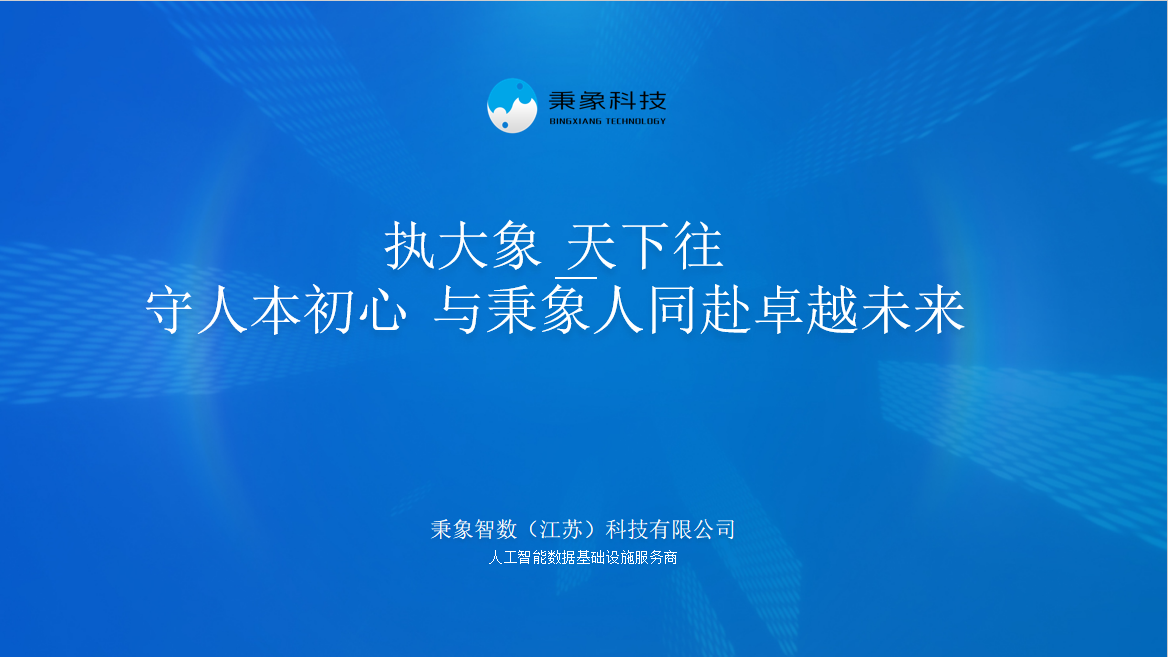 秉象科技
BINGXIANG TECHNOLOGY
执大象 天下往
守人本初心 与秉象人同赴卓越未来
秉象智数（江苏）科技有限公司
人工智能数据基础设施服务商